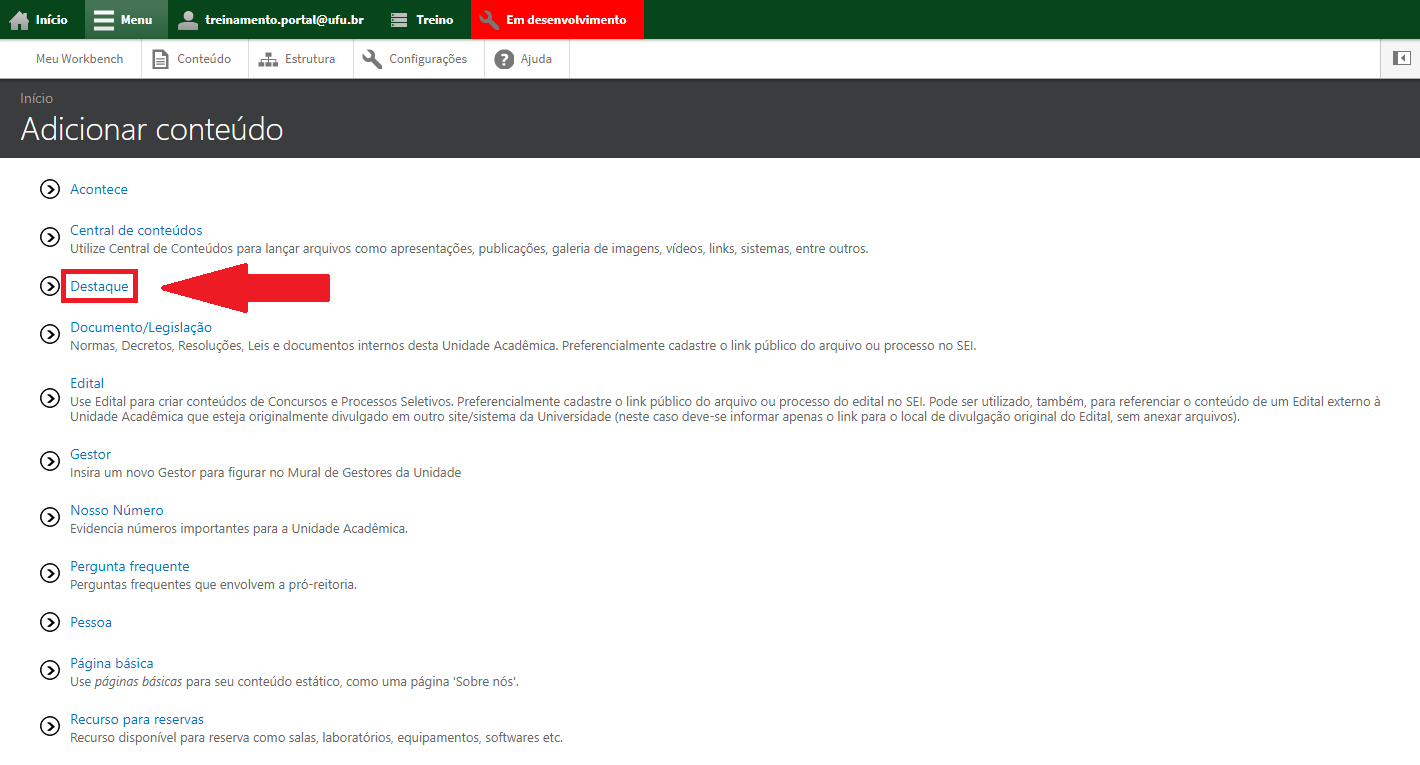 Início Menu treinamento.portal@ufu.br Treino Em desenvolvimento
Meu Workbench Conteúdo Estrutura Configurações Ajuda
Início
Adicionar conteúdo
Acontece
Central de conteúdos
Utilize Central de Conteúdos para lançar arquivos como apresentações, publicações, galeria de imagens, vídeos, links, sistemas, entre outros.
Destaque
Documento/Legislação
Normas, Decretos, Resoluções, Leis e documentos internos desta Unidade Acadêmica. Preferencialmente cadastre o link público do arquivo ou processo no SEI.
Edital
Use Edital para criar conteúdos de Concursos e Processos Seletivos. Preferencialmente cadastre o link público do arquivo ou processo do edital no SEI. Pode ser utilizado, também, para referenciar o conteúdo de um Edital externo à
Unidade Acadêmica que esteja originalmente divulgado em outro site/sistema da Universidade (neste caso deve-se informar apenas o link para o local de divulgação original do Edital, sem anexar arquivos).
Gestor
Insira um novo Gestor para figurar no Mural de Gestores da Unidade
Nosso Número
Evidencia números importantes para a Unidade Acadêmica.
Pergunta frequente
Perguntas frequentes que envolvem a pró-reitoria.
Pessoa
Página básica
Use páginas básicas para seu conteúdo estático, como uma página 'Sobre nós'.
Recurso para reservas
Recurso disponível para reserva como salas, laboratórios, equipamentos, softwares etc.